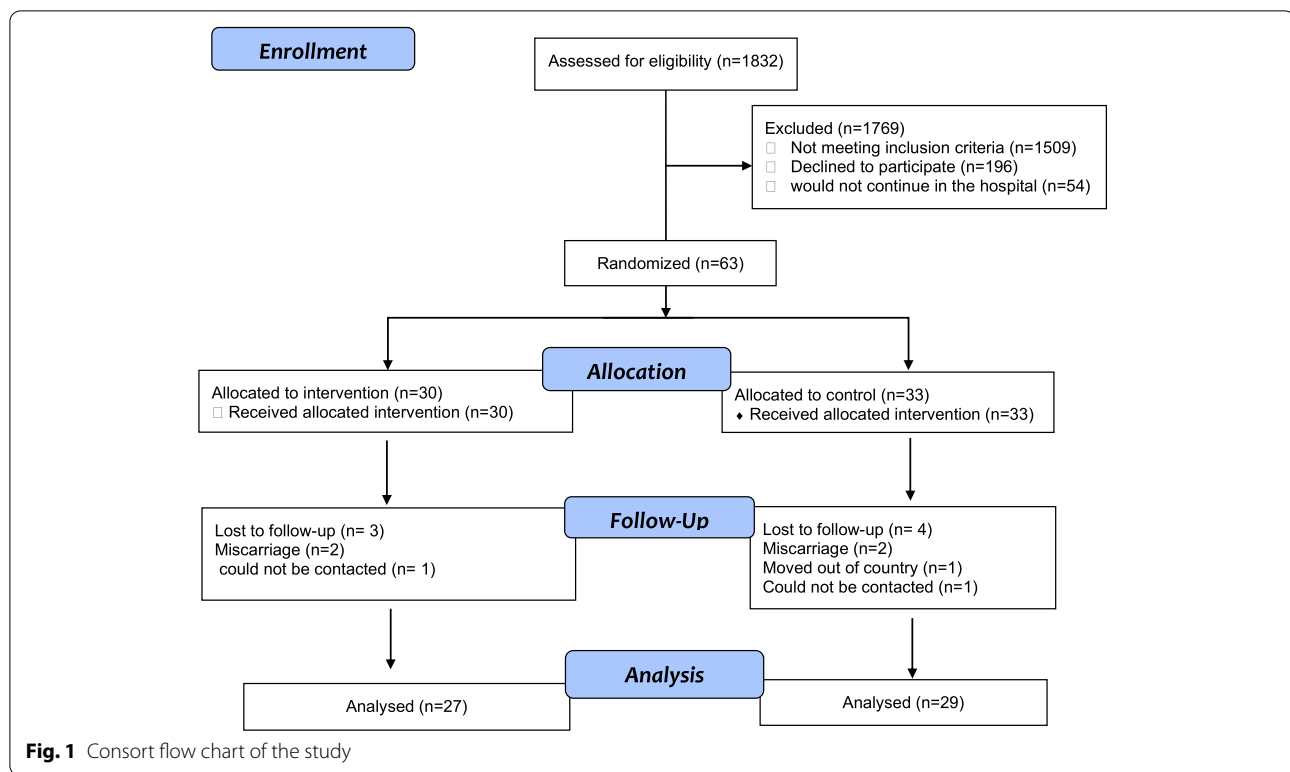 Enrollment
Assessed for eligibility (n=1832)
Excluded (n=1769)
Not meeting inclusion criteria (n=1509)
Declined to participate (n=196)
would not continue in the hospital (n=54)
Randomized (n=63)
Allocation
Allocated to intervention (n=30)
Received allocated intervention (n=30)
Allocated to control (n=33)
♦ Received allocated intervention (n=33)
Follow-Up
Lost to follow-up (n= 3)
Miscarriage (n=2)
could not be contacted (n= 1)
Lost to follow-up (n= 4)
Miscarriage (n=2)
Moved out of country (n=1)
Could not be contacted (n=1)
Analysis
Analysed (n=27)
Analysed (n=29)
Fig. 1 Consort flow chart of the study